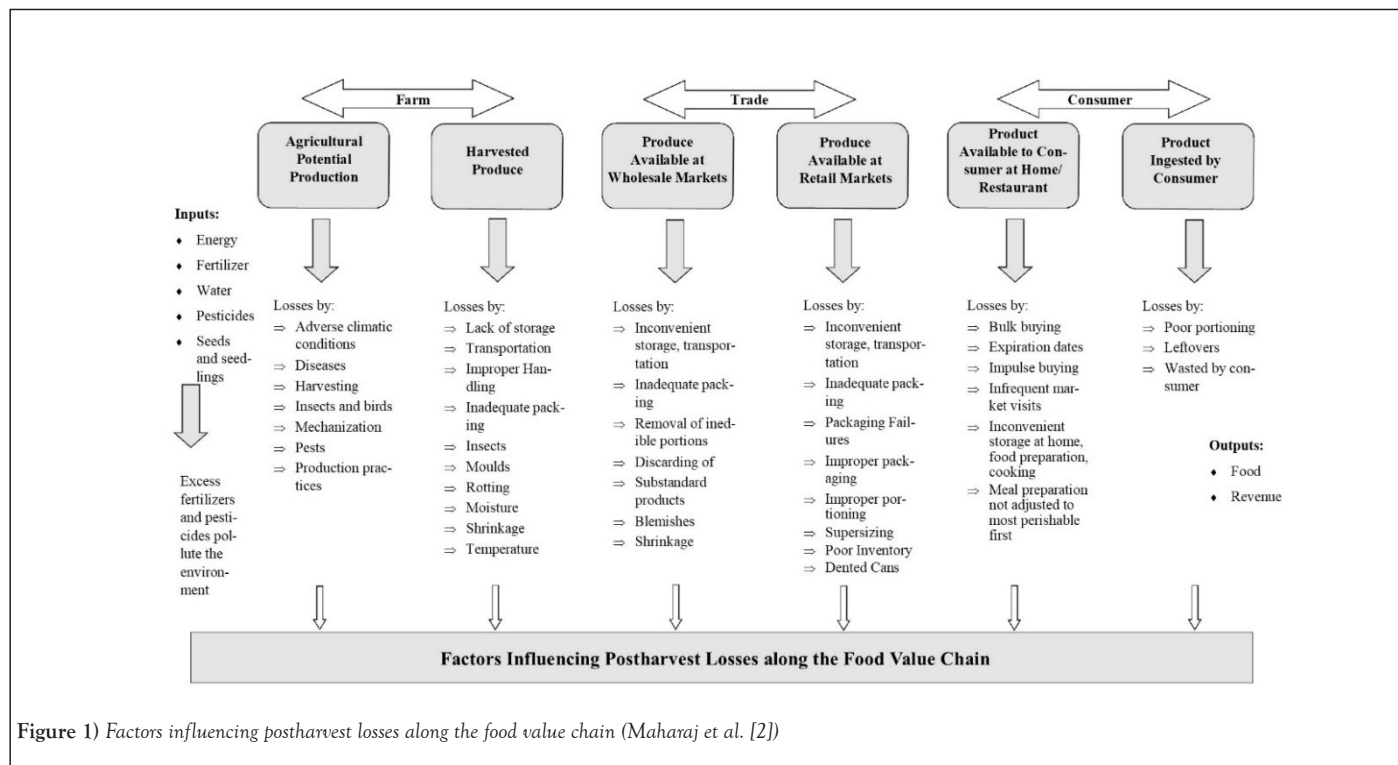 Farm
Trade
Consumer
Agricultural
Potential
Production
Harvested
Produce
Produce
Available at
Wholesale Markets
Produce
Available at
Retail Markets
Product
Available to Con-
sumer at Home/
Restaurant
Product
Ingested by
Consumer
Inputs:
♦ Energy
♦ Fertilizer
♦ Water
♦ Pesticides
♦ Seeds
and seed-
lings
Excess
fertilizers
and pesti-
cides pol-
lute the
environ-
ment
Losses by:
⇒ Adverse climatic
conditions
⇒ Diseases
⇒ Harvesting
⇒ Insects and birds
⇒ Mechanization
⇒ Pests
⇒ Production prac-
tices
Losses by:
⇒ Lack of storage
⇒ Transportation
⇒ Improper Han-
dling
⇒ Inadequate pack-
ing
⇒ Insects
⇒ Moulds
⇒ Rotting
⇒ Moisture
⇒ Shrinkage
⇒ Temperature
Losses by:
⇒ Inconvenient
storage, transpor-
tation
⇒ Inadequate pack-
ing
⇒ Removal of ined-
ible portions
⇒ Discarding of
⇒ Substandard
products
⇒ Blemishes
⇒ Shrinkage
Losses by:
⇒ Inconvenient
storage, transpor-
tation
⇒ Inadequate pack-
ing
⇒ Packaging Fail-
ures
⇒ Improper pack-
aging
⇒ Improper por-
tioning
⇒ Supersizing
⇒ Poor Inventory
⇒ Dented Cans
Losses by:
⇒ Bulk buying
⇒ Expiration dates
⇒ Impulse buying
⇒ Infrequent mar-
ket visits
⇒ Inconvenient
storage at home,
food preparation,
cooking
⇒ Meal preparation
not adjusted to
most perishable
first
Losses by:
⇒ Poor portioning
⇒ Leftovers
⇒ Wasted by con-
sumer
Outputs:
♦ Food
♦ Revenue
Factors Influencing Postharvest Losses along the Food Value Chain
Figure 1) Factors influencing postharvest losses along the food value chain (Maharaj et al. [2])